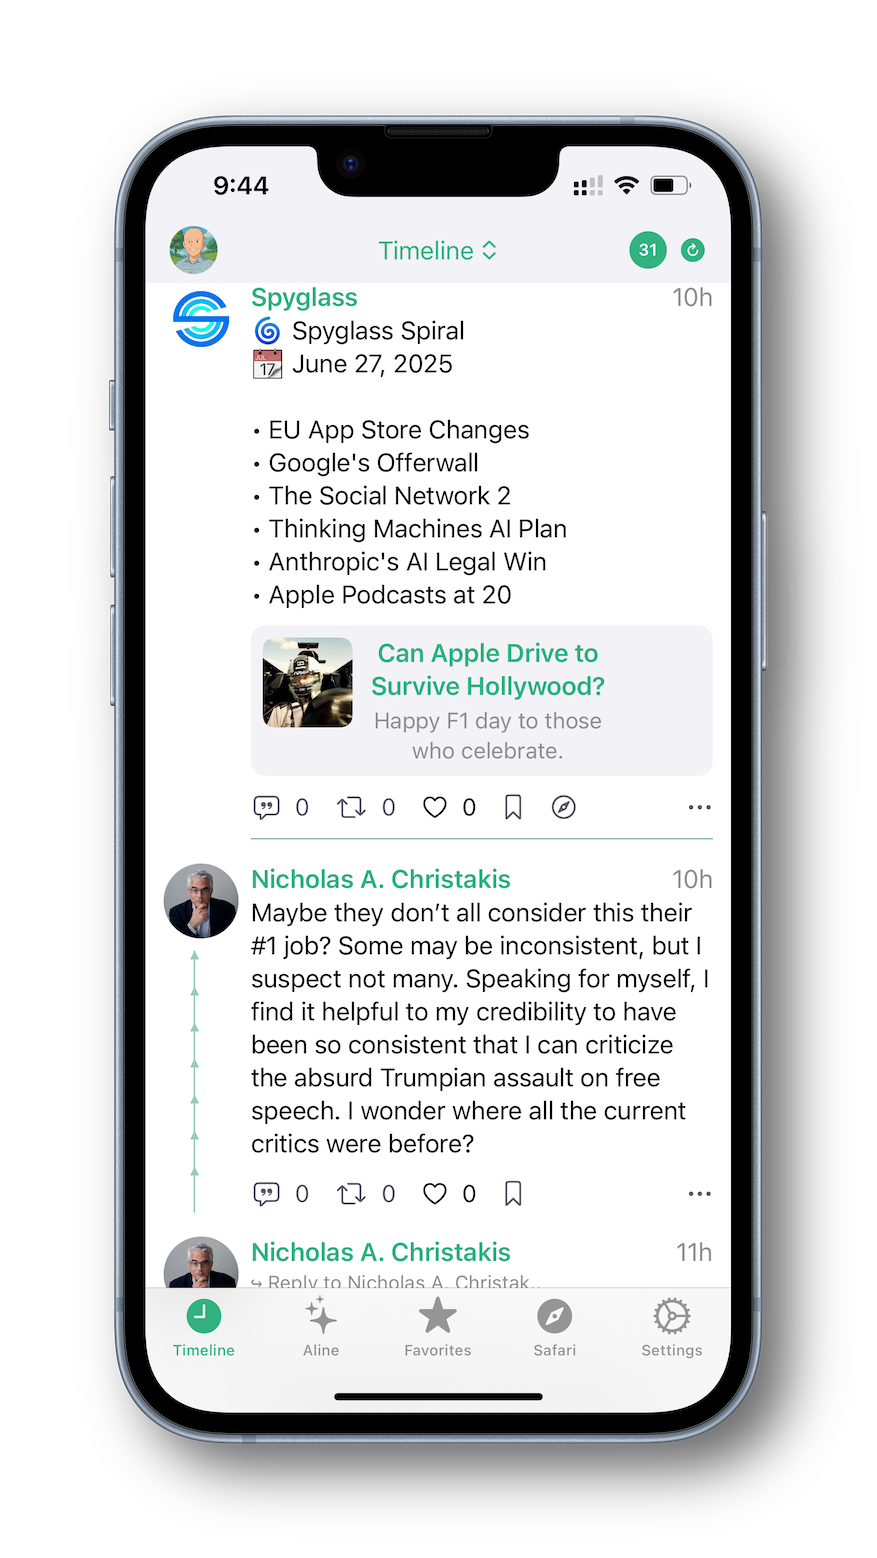 9:44
Timeline
31
Spyglass
10h
🌀 Spyglass Spiral
JUL
17
June 27, 2025
• EU App Store Changes
• Google's Offerwall
• The Social Network 2
• Thinking Machines AI Plan
• Anthropic's AI Legal Win
• Apple Podcasts at 20
Can Apple Drive to
Survive Hollywood?
Happy F1 day to those
who celebrate.
0 0 0
Nicholas A. Christakis
10h
Maybe they don’t all consider this their
#1 job? Some may be inconsistent, but I
suspect not many. Speaking for myself, I
find it helpful to my credibility to have
been so consistent that I can criticize
the absurd Trumpian assault on free
speech. I wonder where all the current
critics were before?
0 0 0
Nicholas A. Christakis
11h
↪ Reply to Nicholas A. Christak..
Timeline
Aline
Favorites
Safari
Settings